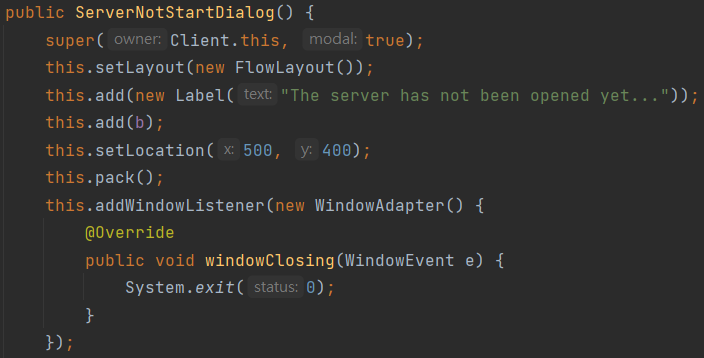 public ServerNotStartDialog() {
super( owner: Client.this, modal: true);
this.setLayout(new FlowLayout());
this.add(new Label( text: "The server has not been opened yet..."));
this.add(b);
this.setLocation( x: 500, y: 400);
this.pack();
this.addWindowListener(new WindowAdapter() {
@Override
public void windowClosing(WindowEvent e) {
System.exit( status: 0);
}
});